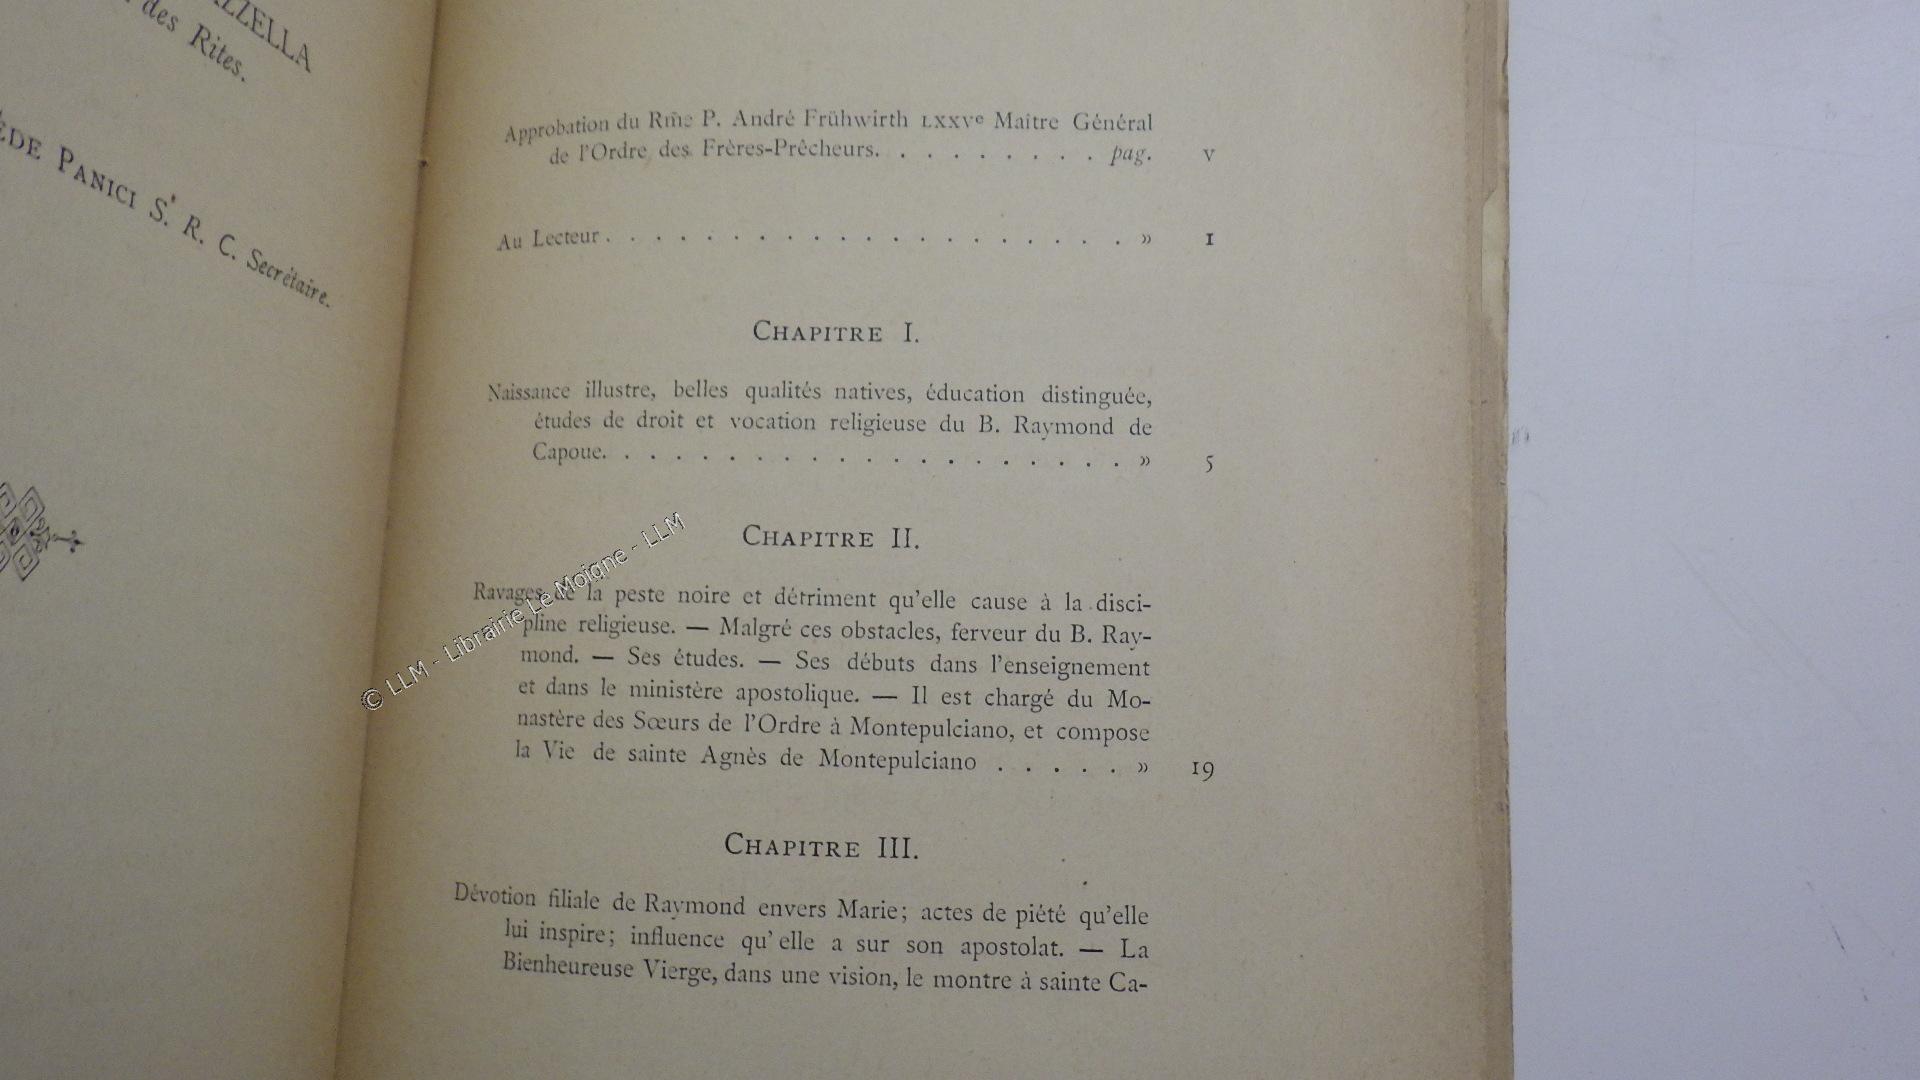 des Rites.
PANICI S. R. C. Secrétaire.
Approbation du Rm̃e P. André Frühwirth LXXVe Maître Général
de l'Ordre des Frères-Prêcheurs. . . . . . . . . pag. V
Au Lecteur . . . . . . . . . . . . . . . . . . . . » 1
CHAPITRE I.
Naissance illustre, belles qualités natives, éducation distinguée,
études de droit et vocation religieuse du B. Raymond de
Capoue. . . . . . . . . . . . . . . . . . . . . » 5
CHAPITRE II.
Ravages de la peste noire et détriment qu'elle cause à la disci-
pline religieuse. — Malgré ces obstacles, ferveur du B. Ray-
mond. — Ses études. — Ses débuts dans l'enseignement
et dans le ministère apostolique. — Il est chargé du Mo-
nastère des Sœurs de l'Ordre à Montepulciano, et compose
la Vie de sainte Agnès de Montepulciano . . . . . » 19
CHAPITRE III.
Dévotion filiale de Raymond envers Marie; actes de piété qu'elle
lui inspire; influence qu'elle a sur son apostolat. — La
Bienheureuse Vierge, dans une vision, le montre à sainte Ca-
© LLM - Librairie Le Moigne - LLM